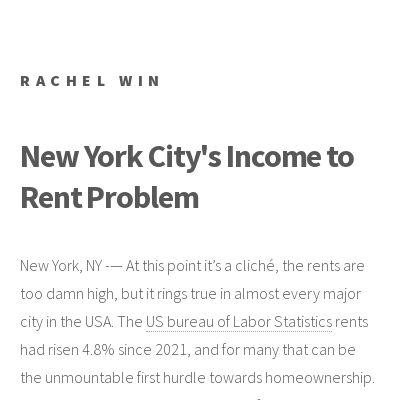 RACHEL WIN
New York City's Income to
Rent Problem
New York, NY -— At this point it’s a cliché, the rents are
too damn high, but it rings true in almost every major
city in the USA. The US bureau of Labor Statistics rents
had risen 4.8% since 2021, and for many that can be
the unmountable first hurdle towards homeownership.